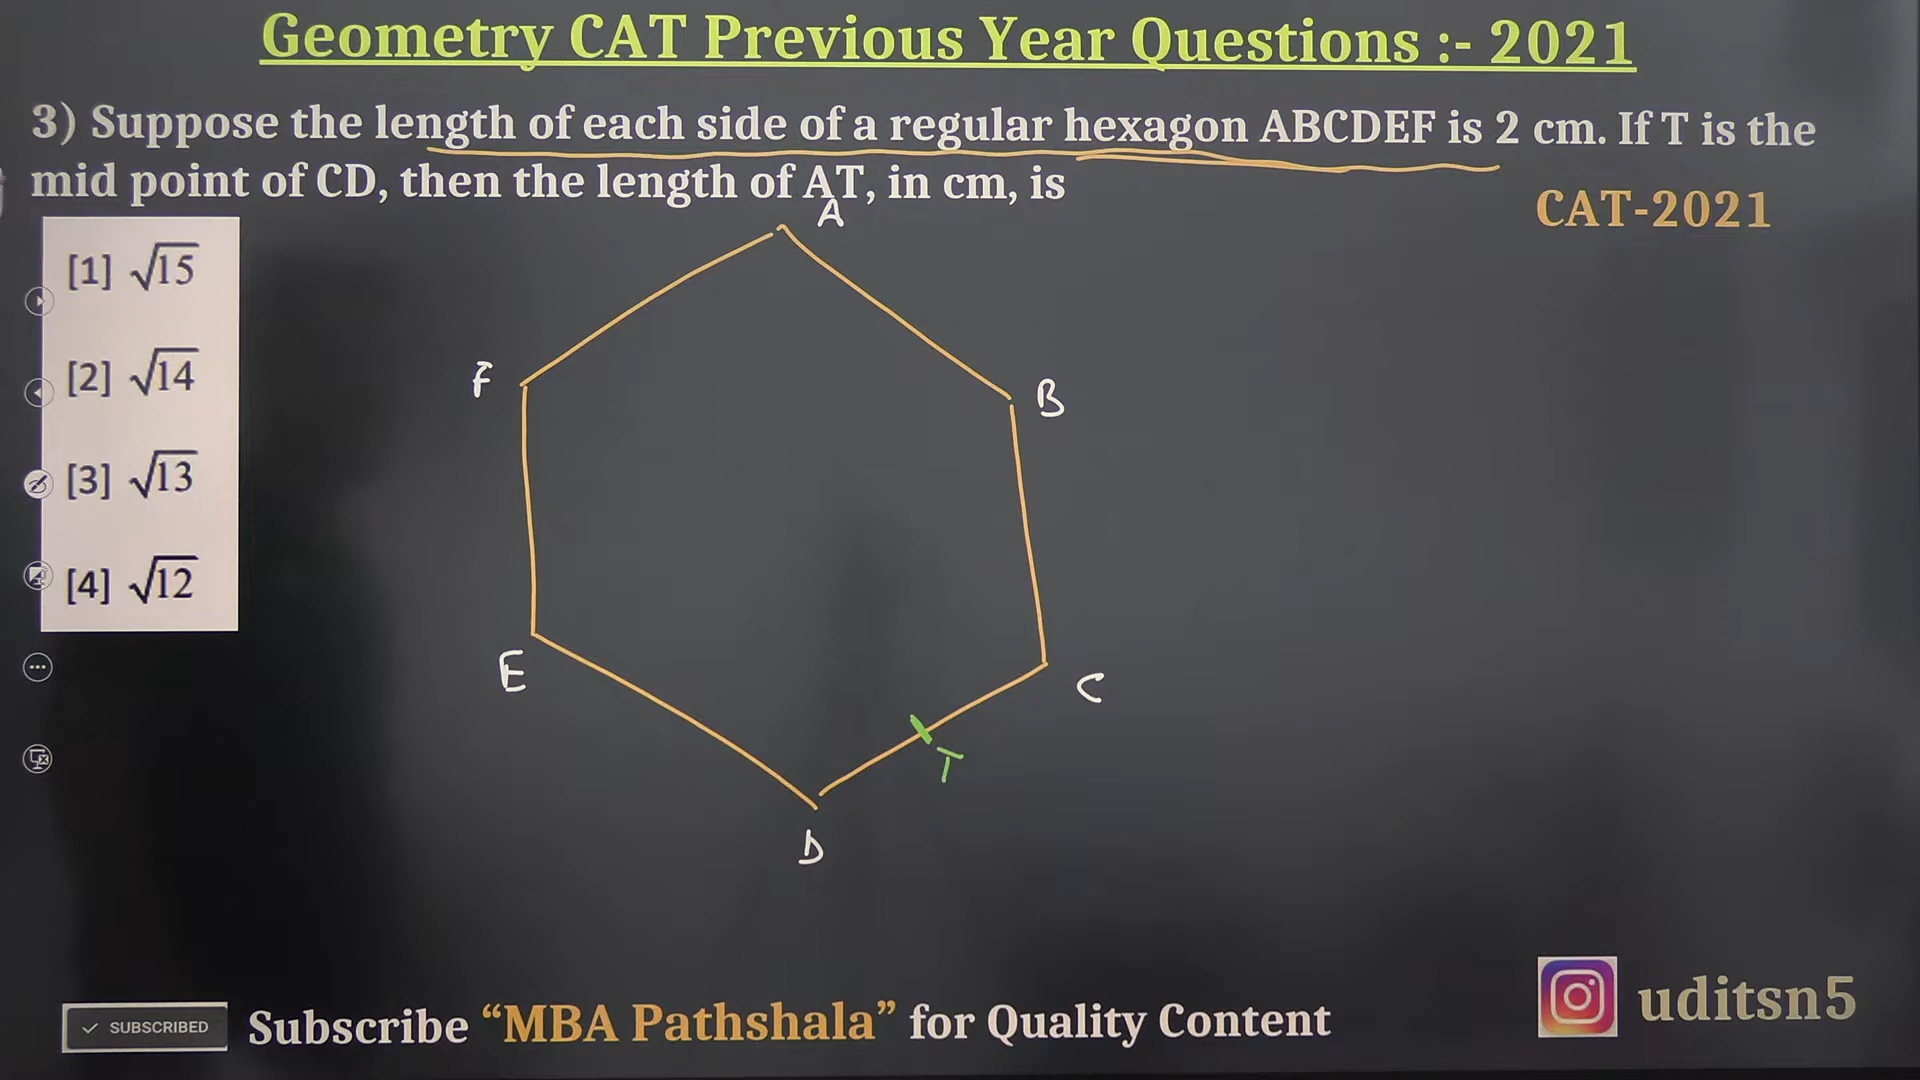 Geometry CAT Previous Year Questions :- 2021
3) Suppose the length of each side of a regular hexagon ABCDEF is 2 cm. If T is the
mid point of CD, then the length of AT, in cm, is
CAT-2021
[1] √15
[2] √14
[3] √13
[4] √12
A
F
B
E
C
T
D
SUBSCRIBED
Subscribe “MBA Pathshala” for Quality Content
uditsn5